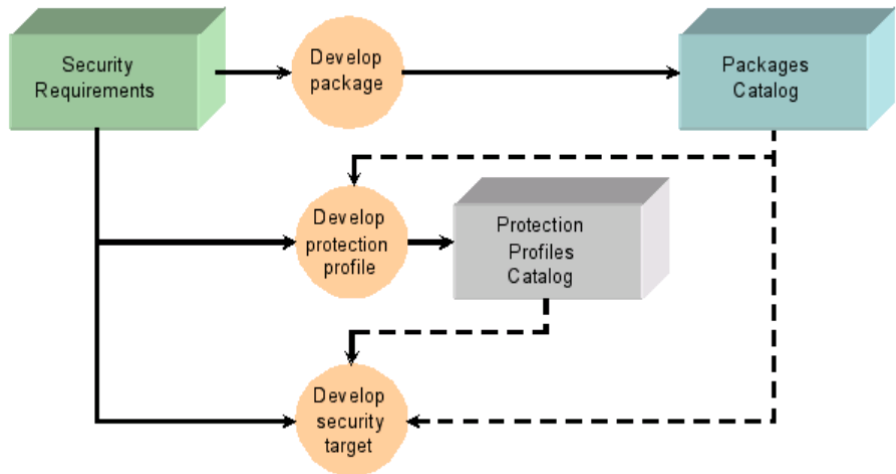 Security
Requirements
Develop
package
Packages
Catalog
Develop
protection
profile
Protection
Profiles
Catalog
Develop
security
target